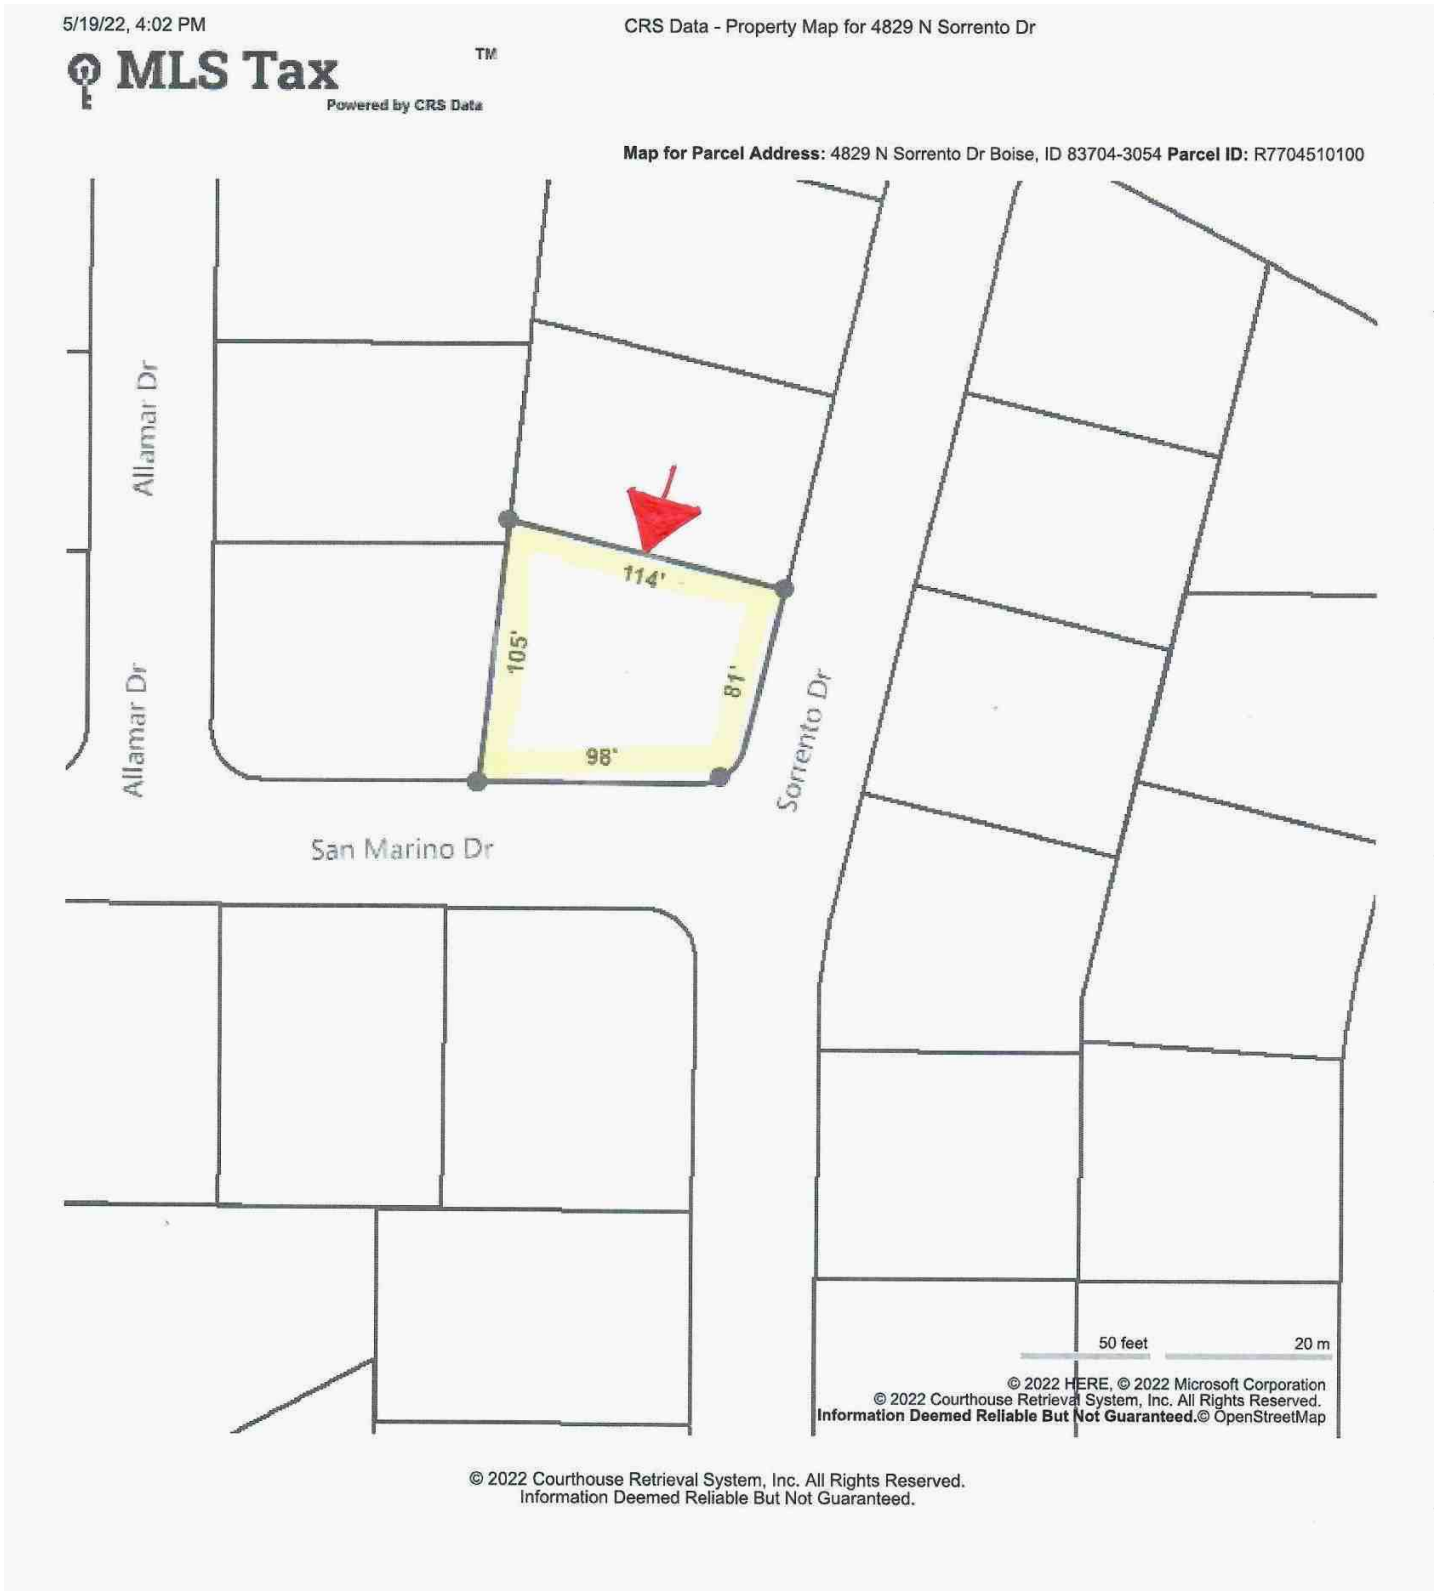 5/19/22, 4:02 PM
CRS Data - Property Map for 4829 N Sorrento Dr
MLS Tax TM
Powered by CRS Data
Map for Parcel Address: 4829 N Sorrento Dr Boise, ID 83704-3054 Parcel ID: R7704510100
Allamar Dr
114'
105'
81'
98'
Allamar Dr
Sorrento Dr
San Marino Dr
50 feet
20 m
© 2022 HERE, © 2022 Microsoft Corporation
© 2022 Courthouse Retrieval System, Inc. All Rights Reserved.
Information Deemed Reliable But Not Guaranteed.© OpenStreetMap
© 2022 Courthouse Retrieval System, Inc. All Rights Reserved.
Information Deemed Reliable But Not Guaranteed.